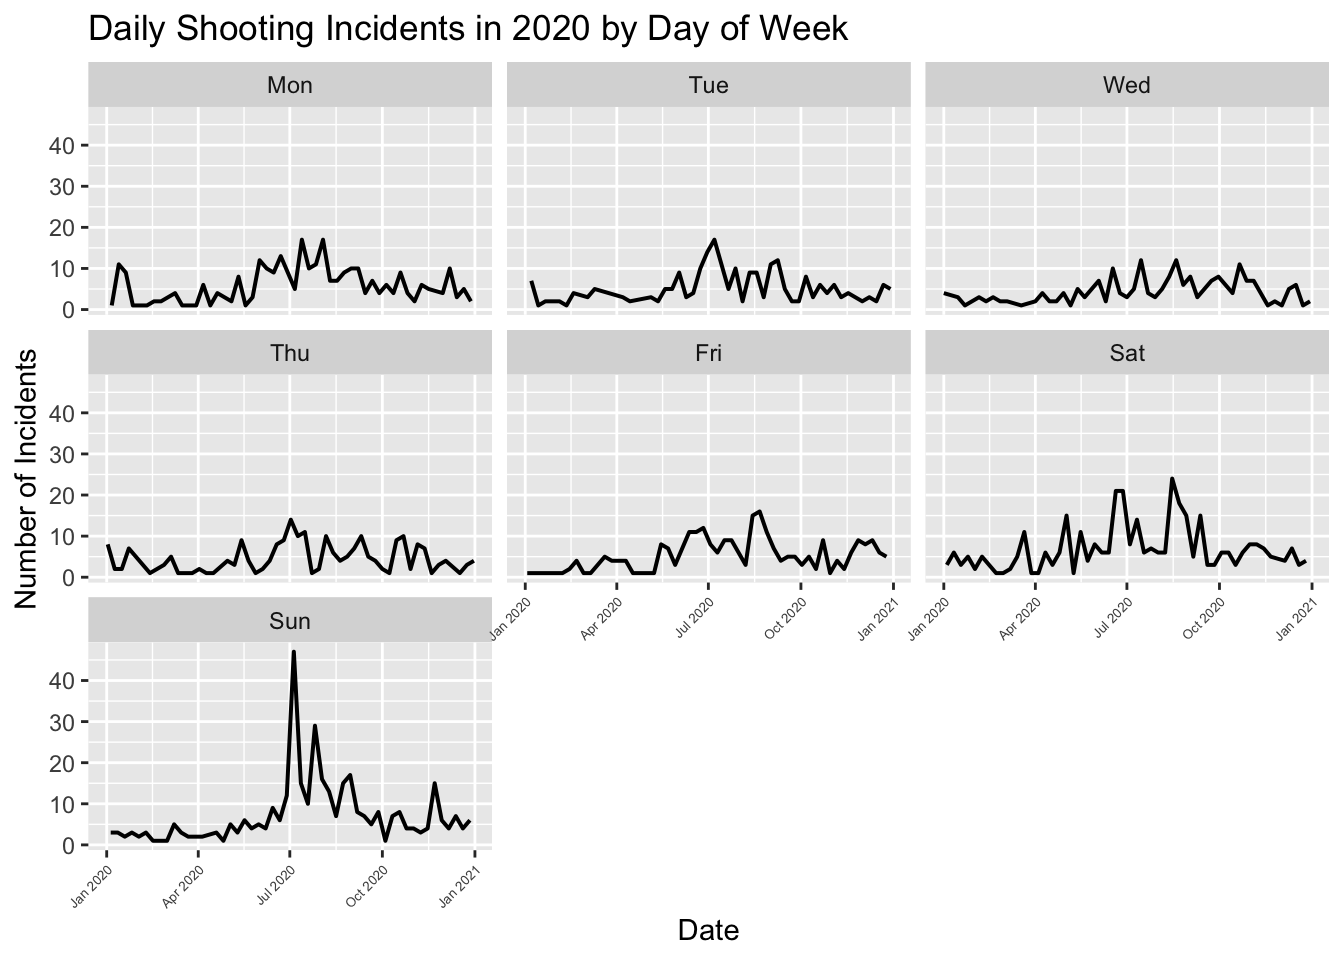 Daily Shooting Incidents in 2020 by Day of Week
Mon
Tue
Wed
40
30
20
10
0
Thu
Fri
Sat
40
30
20
10
0
Jan 2020
Apr 2020
Jul 2020
Oct 2020
Jan 2021
Jan 2020
Apr 2020
Jul 2020
Oct 2020
Jan 2021
Sun
40
30
20
10
0
Jan 2020
Apr 2020
Jul 2020
Oct 2020
Jan 2021
Number of Incidents
Date